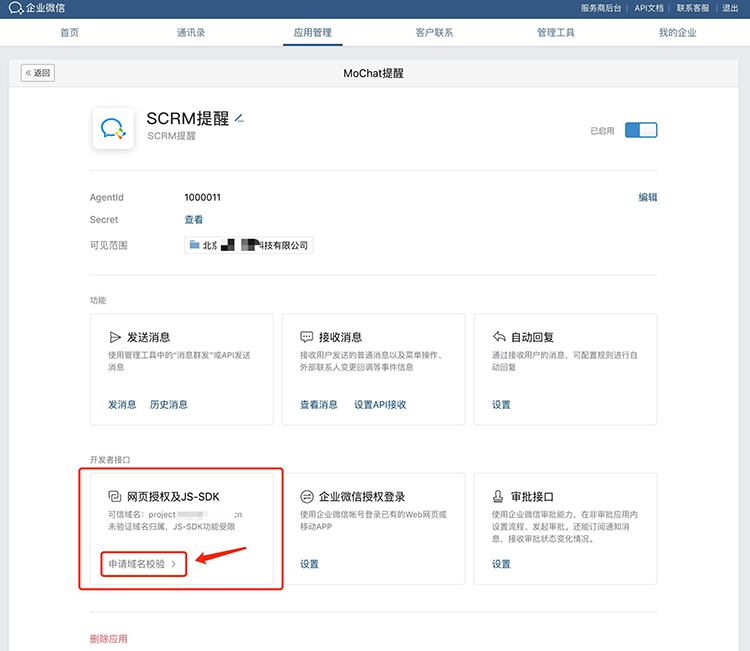 企业微信
服务商后台 | API文档 | 联系客服 | 退出
首页 通讯录 应用管理 客户联系 管理工具 我的企业
« 返回 MoChat提醒
SCRM提醒
SCRM提醒
已启用
AgentId 1000011 编辑
Secret 查看
可见范围 北京 科技有限公司
功能
发送消息
使用管理工具中的“消息群发”或API发送
消息
发消息 历史消息
接收消息
接收用户发送的普通消息以及菜单操作、
外部联系人变更回调等事件信息
查看消息 设置API接收
自动回复
通过接收用户的消息，可配置规则进行自
动回复
设置
开发者接口
网页授权及JS-SDK
可信域名：project .cn
未验证域名归属，JS-SDK功能受限
申请域名校验 >
企业微信授权登录
使用企业微信帐号登录已有的Web网页或
移动APP
设置
审批接口
使用企业微信审批能力，在非审批应用内
设置流程、发起审批。还能订阅通知消
息，接收审批状态变化情况。
设置
删除应用